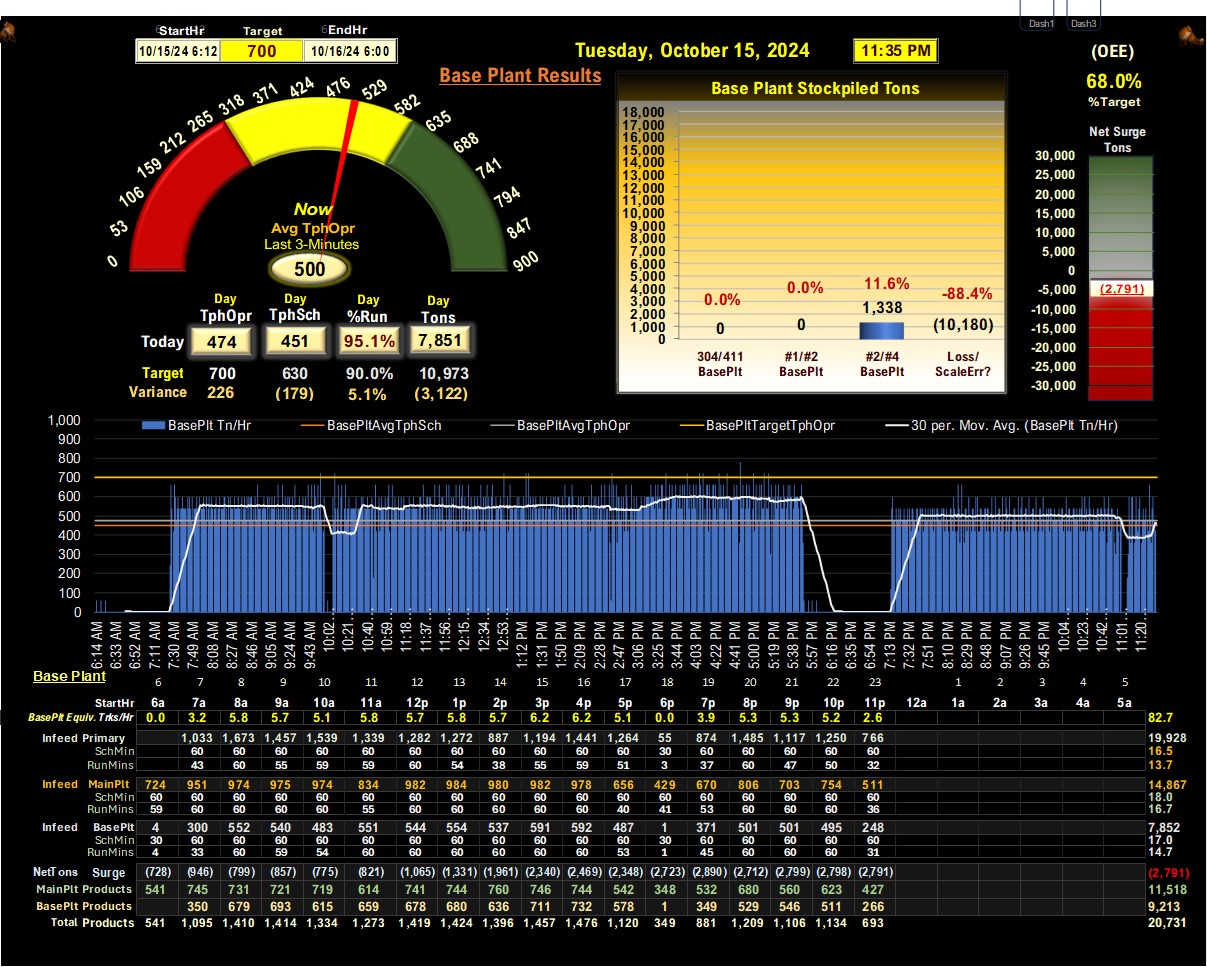 Dash1 Dash3
StartHr Target EndHr
10/15/24 6:12 700 10/16/24 6:00
Tuesday, October 15, 2024 11:35 PM
(OEE)
68.0%
%Target
Base Plant Results
Base Plant Stockpiled Tons
Net Surge
Tons
0 53 106 159 212 265 318 371 424 476 529 582 635 688 741 794 847 900
Now
Avg TphOpr
Last 3-Minutes
500
18,000
17,000
16,000
15,000
14,000
13,000
12,000
11,000
10,000
9,000
8,000
7,000
6,000
5,000
4,000
3,000
2,000
1,000
0
0.0% 0.0% 11.6% -88.4%
0 0 1,338 (10,180)
304/411 #1/#2 #2/#4 Loss/
BasePlt BasePlt BasePlt ScaleErr?
30,000
25,000
20,000
15,000
10,000
5,000
0
-5,000
-10,000
-15,000
-20,000
-25,000
-30,000
(2,791)
Day Day Day Day
TphOpr TphSch %Run Tons
Today 474 451 95.1% 7,851
Target 700 630 90.0% 10,973
Variance 226 (179) 5.1% (3,122)
BasePlt Tn/Hr BasePltAvgTphSch BasePltAvgTphOpr BasePltTargetTphOpr 30 per. Mov. Avg. (BasePlt Tn/Hr)
1,000
900
800
700
600
500
400
300
200
100
0
6:14 AM 6:33 AM 6:52 AM 7:11 AM 7:30 AM 7:49 AM 8:08 AM 8:27 AM 8:46 AM 9:05 AM 9:24 AM 9:43 AM 10:02… 10:21… 10:40… 10:59… 11:18… 11:37… 11:56… 12:15… 12:34… 12:53… 1:12 PM 1:31 PM 1:50 PM 2:09 PM 2:28 PM 2:47 PM 3:06 PM 3:25 PM 3:44 PM 4:03 PM 4:22 PM 4:41 PM 5:00 PM 5:19 PM 5:38 PM 5:57 PM 6:16 PM 6:35 PM 6:54 PM 7:13 PM 7:32 PM 7:51 PM 8:10 PM 8:29 PM 8:48 PM 9:07 PM 9:26 PM 9:45 PM 10:04… 10:23… 10:42… 11:01… 11:20…
Base Plant
6 7 8 9 10 11 12 13 14 15 16 17 18 19 20 21 22 23 1 2 3 4 5
StartHr 6a 7a 8a 9a 10a 11a 12p 1p 2p 3p 4p 5p 6p 7p 8p 9p 10p 11p 12a 1a 2a 3a 4a 5a
BasePlt Equiv. Trks/Hr 0.0 3.2 5.8 5.7 5.1 5.8 5.7 5.8 5.7 6.2 6.2 5.1 0.0 3.9 5.3 5.3 5.2 2.6 82.7
Infeed Primary 1,033 1,673 1,457 1,539 1,339 1,282 1,272 887 1,194 1,441 1,264 55 874 1,485 1,117 1,250 766 19,928
SchMin 60 60 60 60 60 60 60 60 60 60 60 30 60 60 60 60 60 16.5
RunMins 43 60 55 59 59 60 54 38 55 59 51 3 37 60 47 50 32 13.7
Infeed MainPlt 724 951 974 975 974 834 982 984 980 982 978 656 429 670 806 703 754 511 14,867
SchMin 60 60 60 60 60 60 60 60 60 60 60 60 60 60 60 60 60 60 18.0
RunMins 59 60 60 60 60 55 60 60 60 60 60 40 41 53 60 60 60 36 16.7
Infeed BasePlt 4 300 552 540 483 551 544 554 537 591 592 487 1 371 501 501 495 248 7,852
SchMin 30 60 60 60 60 60 60 60 60 60 60 60 30 60 60 60 60 60 17.0
RunMins 4 33 60 59 54 60 60 60 60 60 60 53 1 45 60 60 60 31 14.7
NetTons Surge (728) (946) (799) (857) (775) (821) (1,065) (1,331) (1,961) (2,340) (2,469) (2,348) (2,723) (2,890) (2,712) (2,799) (2,798) (2,791) (2,791)
MainPlt Products 541 745 731 721 719 614 741 744 760 746 744 542 348 532 680 560 623 427 11,518
BasePlt Products 350 679 693 615 659 678 680 636 711 732 578 1 349 529 546 511 266 9,213
Total Products 541 1,095 1,410 1,414 1,334 1,273 1,419 1,424 1,396 1,457 1,476 1,120 349 881 1,209 1,106 1,134 693 20,731